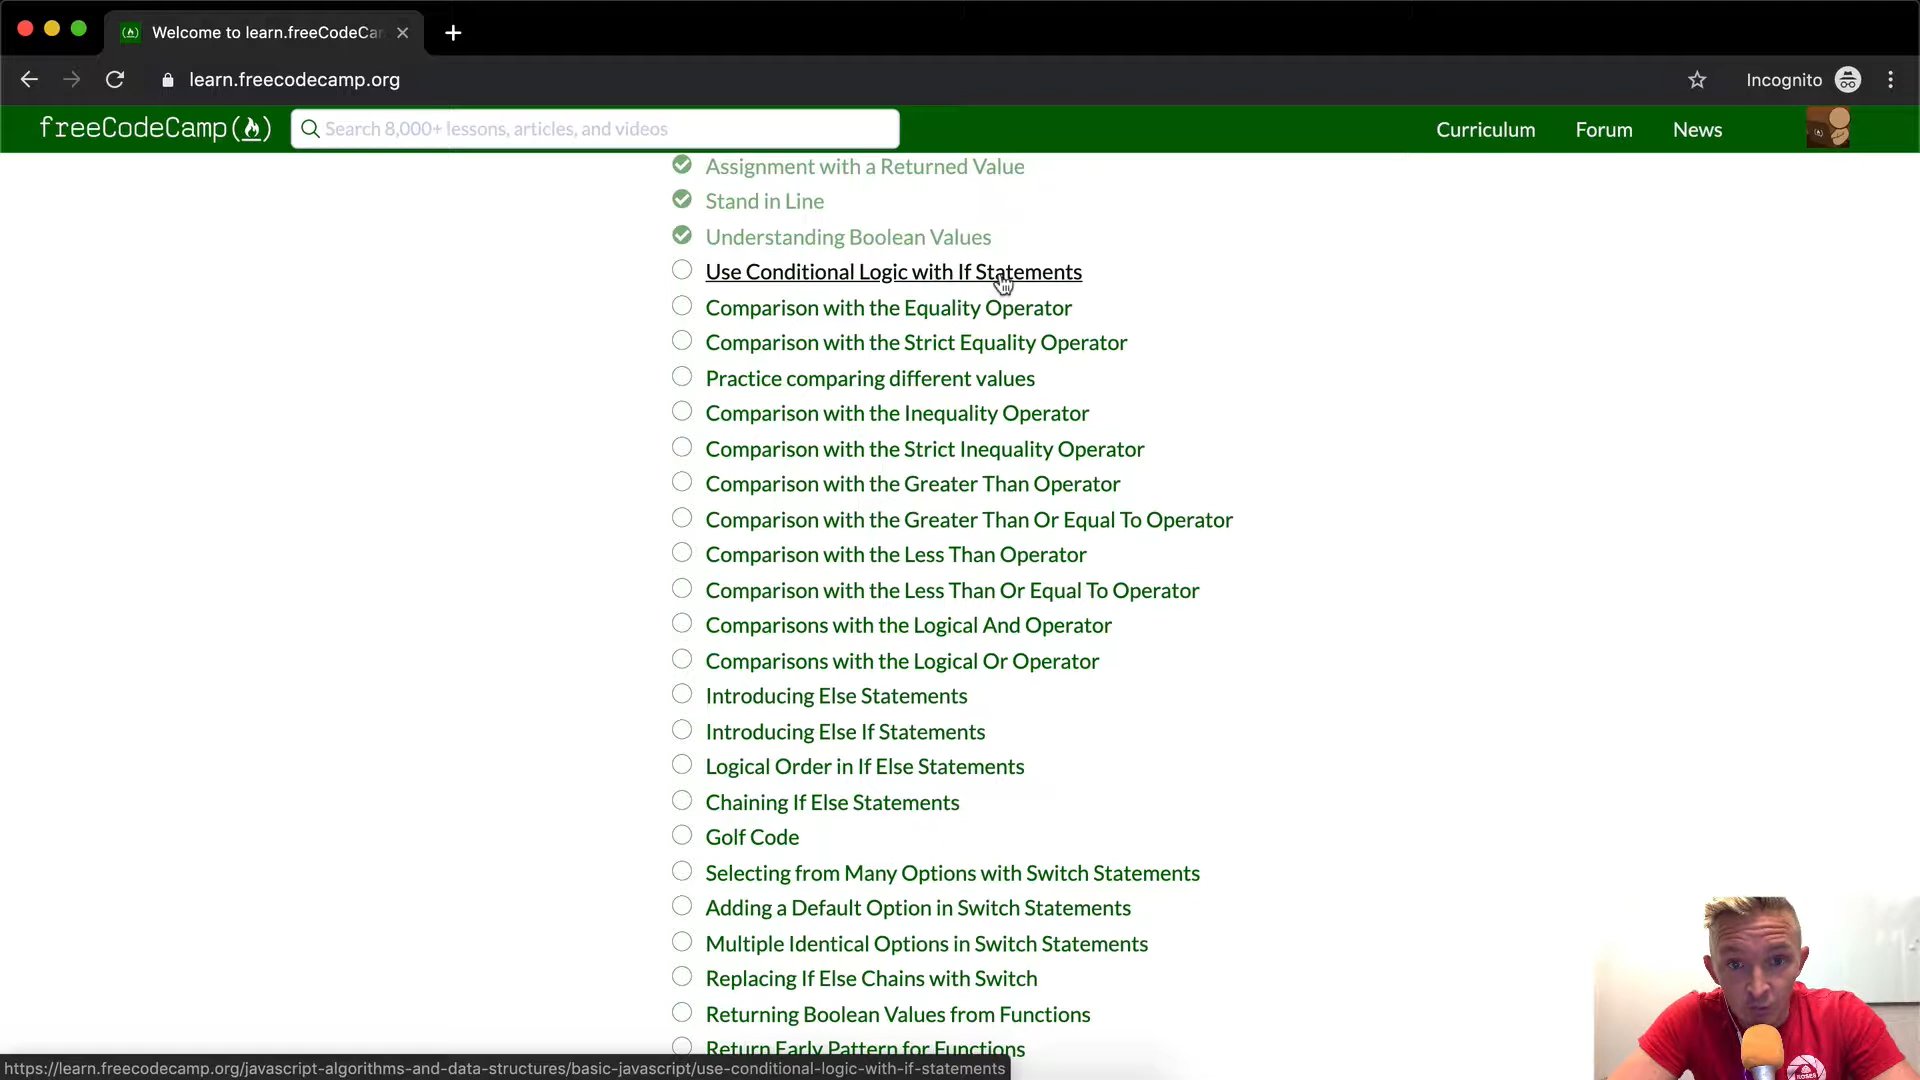 Welcome to learn.freeCodeCa
learn.freecodecamp.org
Incognito
freeCodeCamp
Search 8,000+ lessons, articles, and videos
Curriculum
Forum
News
Assignment with a Returned Value
Stand in Line
Understanding Boolean Values
Use Conditional Logic with If Statements
Comparison with the Equality Operator
Comparison with the Strict Equality Operator
Practice comparing different values
Comparison with the Inequality Operator
Comparison with the Strict Inequality Operator
Comparison with the Greater Than Operator
Comparison with the Greater Than Or Equal To Operator
Comparison with the Less Than Operator
Comparison with the Less Than Or Equal To Operator
Comparisons with the Logical And Operator
Comparisons with the Logical Or Operator
Introducing Else Statements
Introducing Else If Statements
Logical Order in If Else Statements
Chaining If Else Statements
Golf Code
Selecting from Many Options with Switch Statements
Adding a Default Option in Switch Statements
Multiple Identical Options in Switch Statements
Replacing If Else Chains with Switch
Returning Boolean Values from Functions
Return Early Pattern for Functions
https://learn.freecodecamp.org/javascript-algorithms-and-data-structures/basic-javascript/use-conditional-logic-with-if-statements